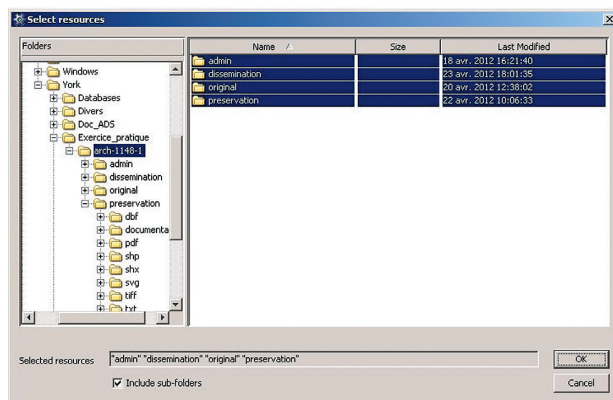 Select resources
Folders
Name Size Last Modified
Windows
York
Databases
Divers
Doc_ADS
Exercice_pratique
arch-1148-1
admin
dissemination
original
preservation
dbf
documenta
pdf
shp
shx
svg
tiff
txt
admin 18 avr. 2012 16:21:40
dissemination 23 avr. 2012 18:01:35
original 20 avr. 2012 12:38:02
preservation 22 avr. 2012 10:06:33
Selected resources "admin" "dissemination" "original" "preservation"
OK
Include sub-folders
Cancel